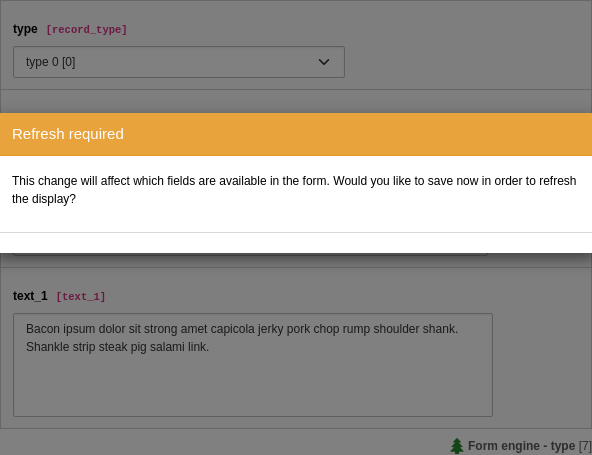 type [record_type]
type 0 [0]
Refresh required
This change will affect which fields are available in the form. Would you like to save now in order to refresh
the display?
text_1 [text_1]
Bacon ipsum dolor sit strong amet capicola jerky pork chop rump shoulder shank.
Shankle strip steak pig salami link.
Form engine - type [7]